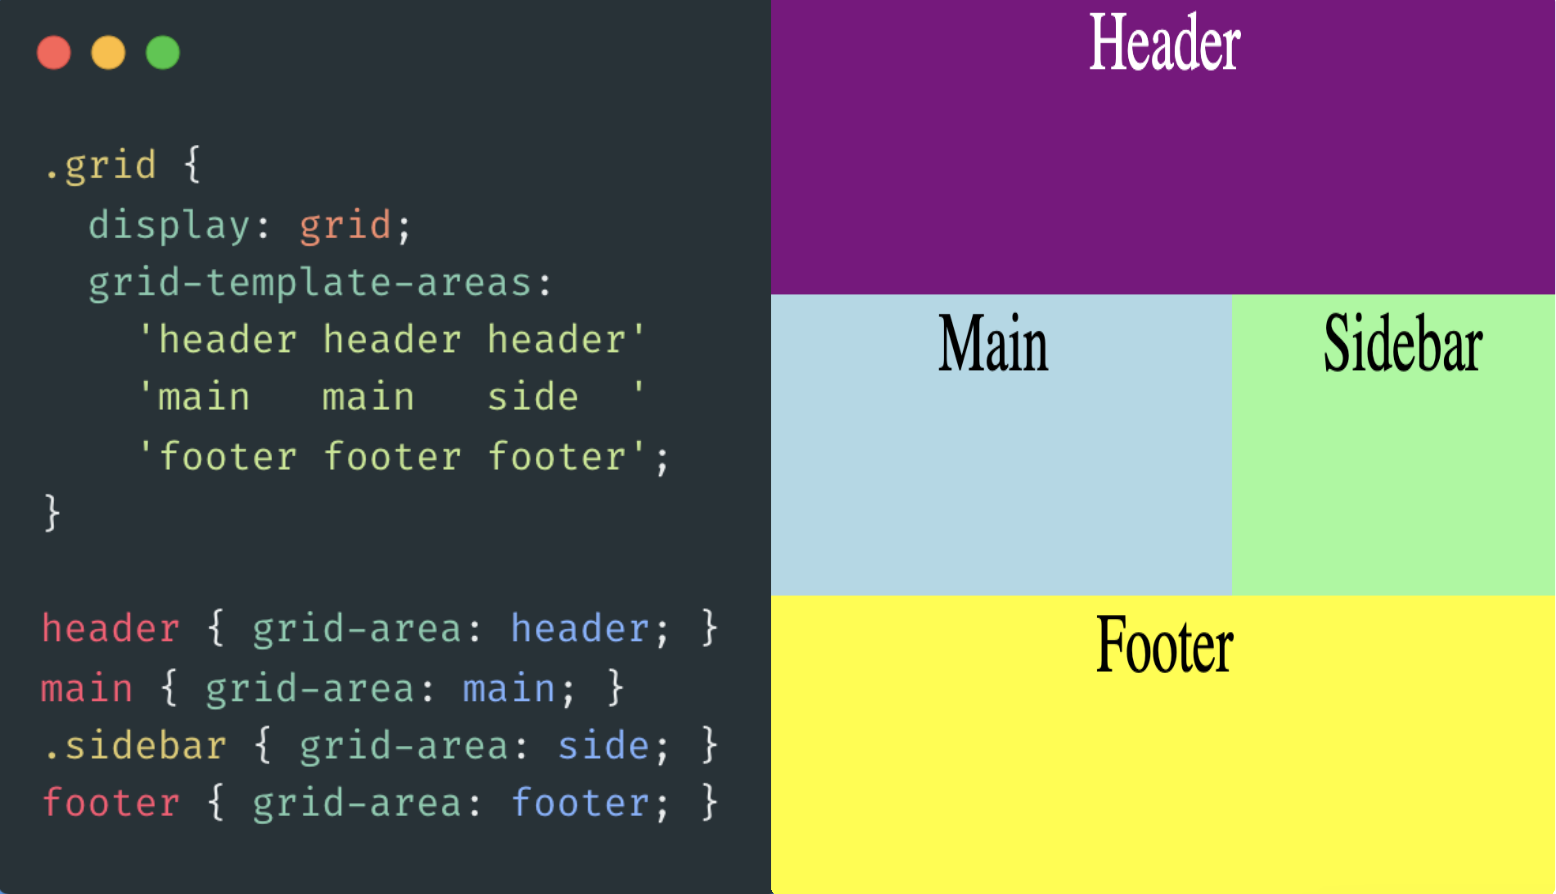 .grid {
  display: grid;
  grid-template-areas:
    'header header header'
    'main   main   side  '
    'footer footer footer';
}
header { grid-area: header; }
main { grid-area: main; }
.sidebar { grid-area: side; }
footer { grid-area: footer; }
Header
Main
Sidebar
Footer